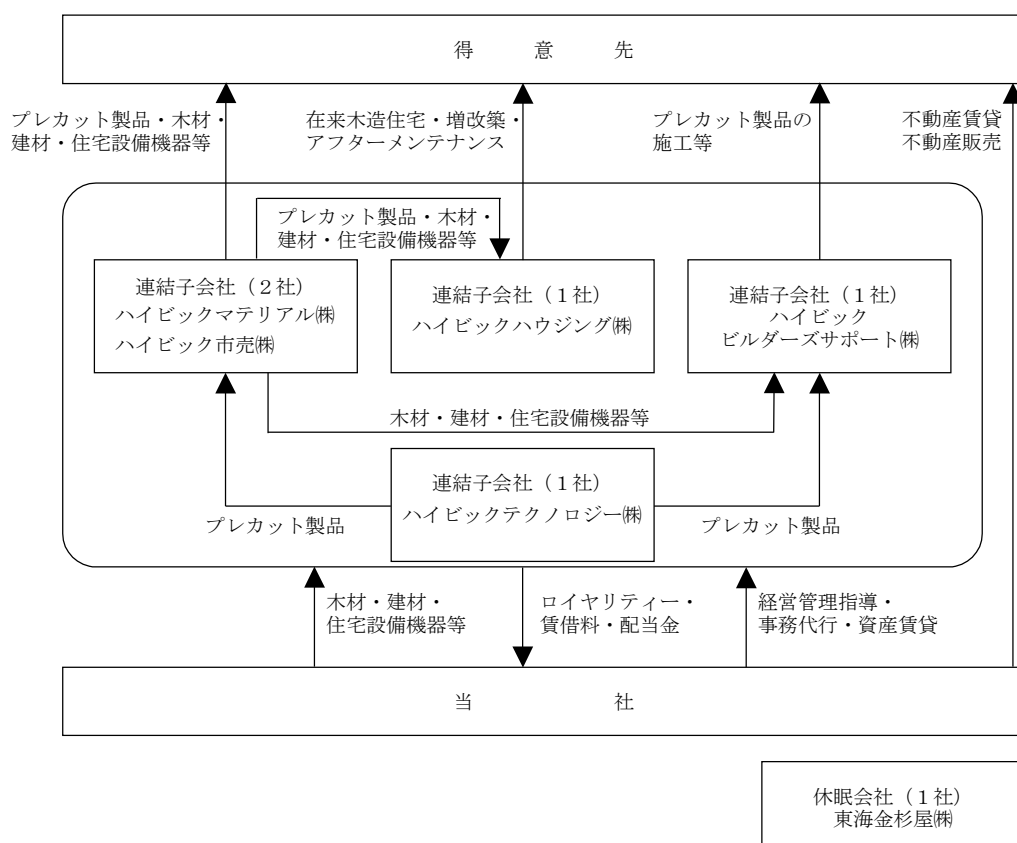 得意先
プレカット製品・木材・
建材・住宅設備機器等
在来木造住宅・増改築・
アフターメンテナンス
プレカット製品の
施工等
不動産賃貸
不動産販売
プレカット製品・木材・
建材・住宅設備機器等
連結子会社（２社）
ハイビックマテリアル㈱
ハイビック市売㈱
連結子会社（１社）
ハイビックハウジング㈱
連結子会社（１社）
ハイビック
ビルダーズサポート㈱
木材・建材・住宅設備機器等
連結子会社（１社）
ハイビックテクノロジー㈱
プレカット製品
プレカット製品
木材・建材・
住宅設備機器等
ロイヤリティー・
賃借料・配当金
経営管理指導・
事務代行・資産賃貸
当社
休眠会社（１社）
東海金杉屋㈱